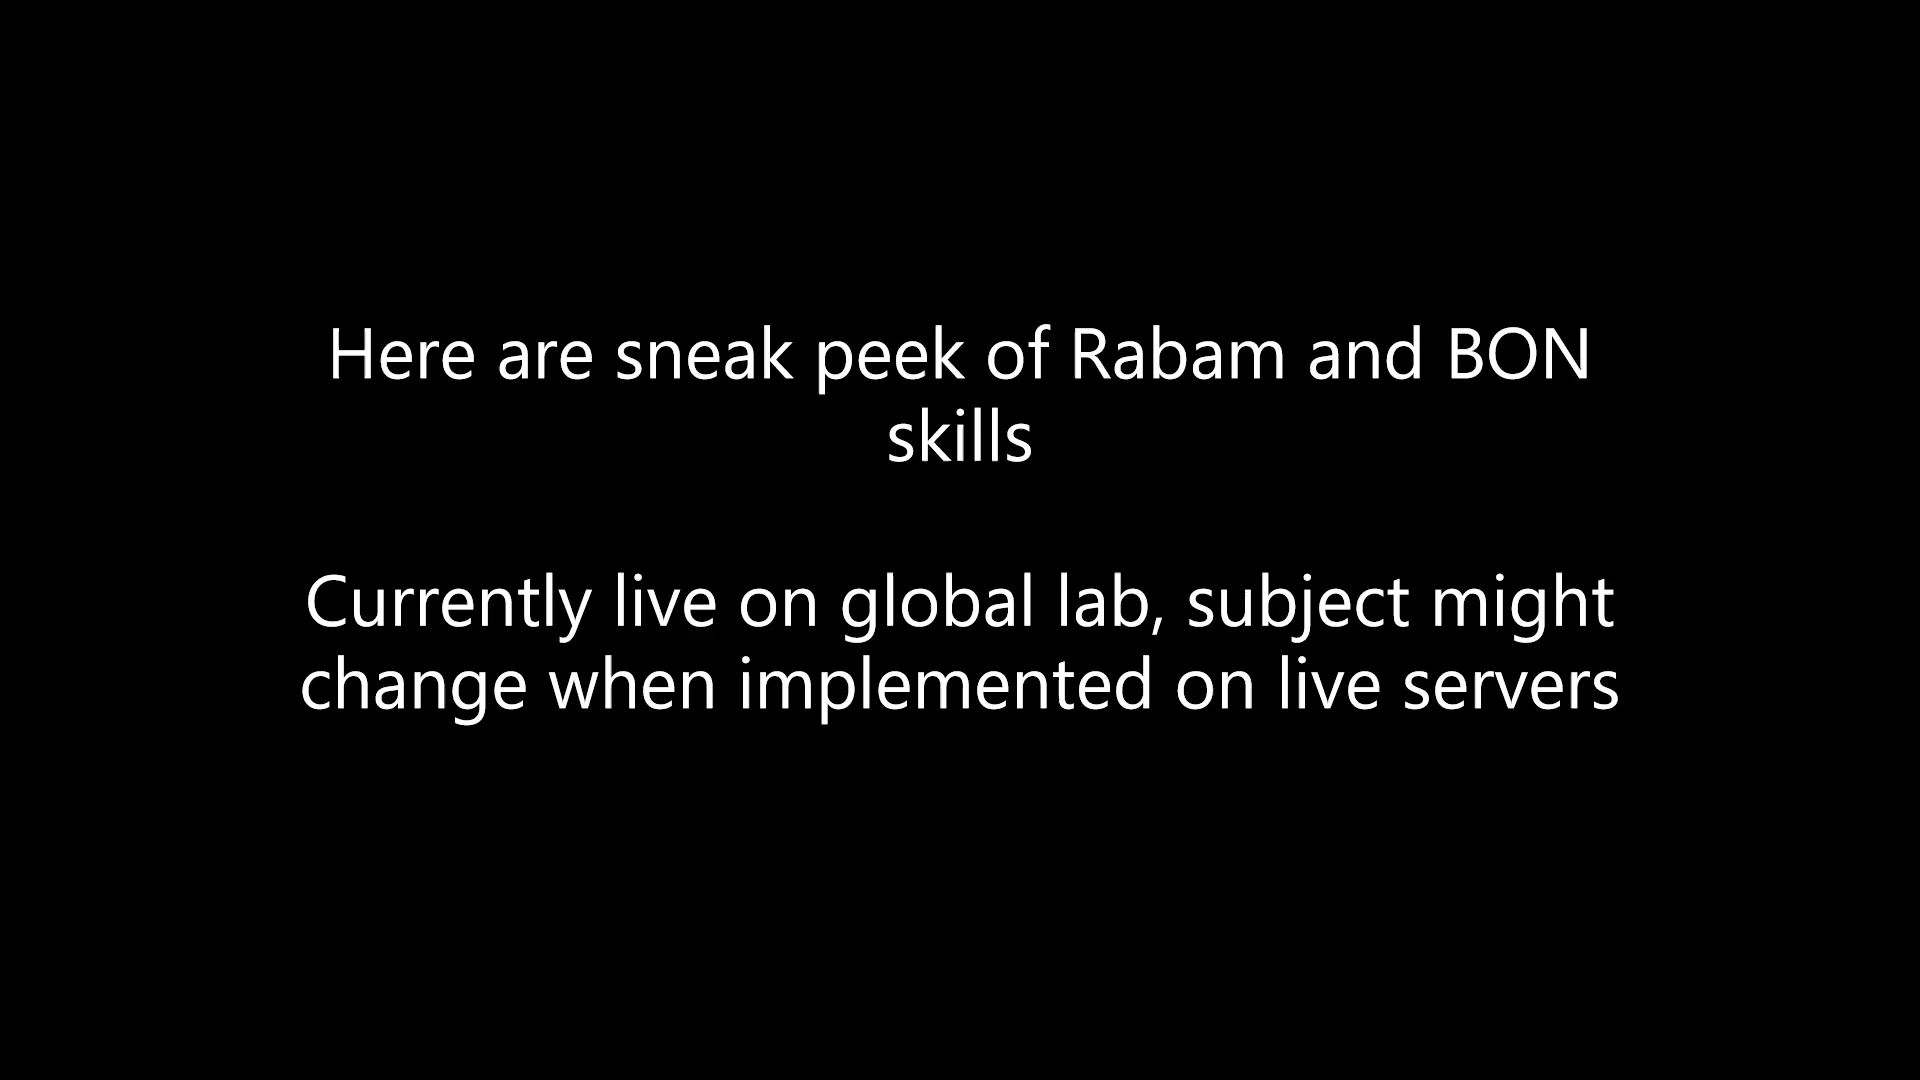 Here are sneak peek of Rabam and BON
skills
Currently live on global lab, subject might
change when implemented on live servers